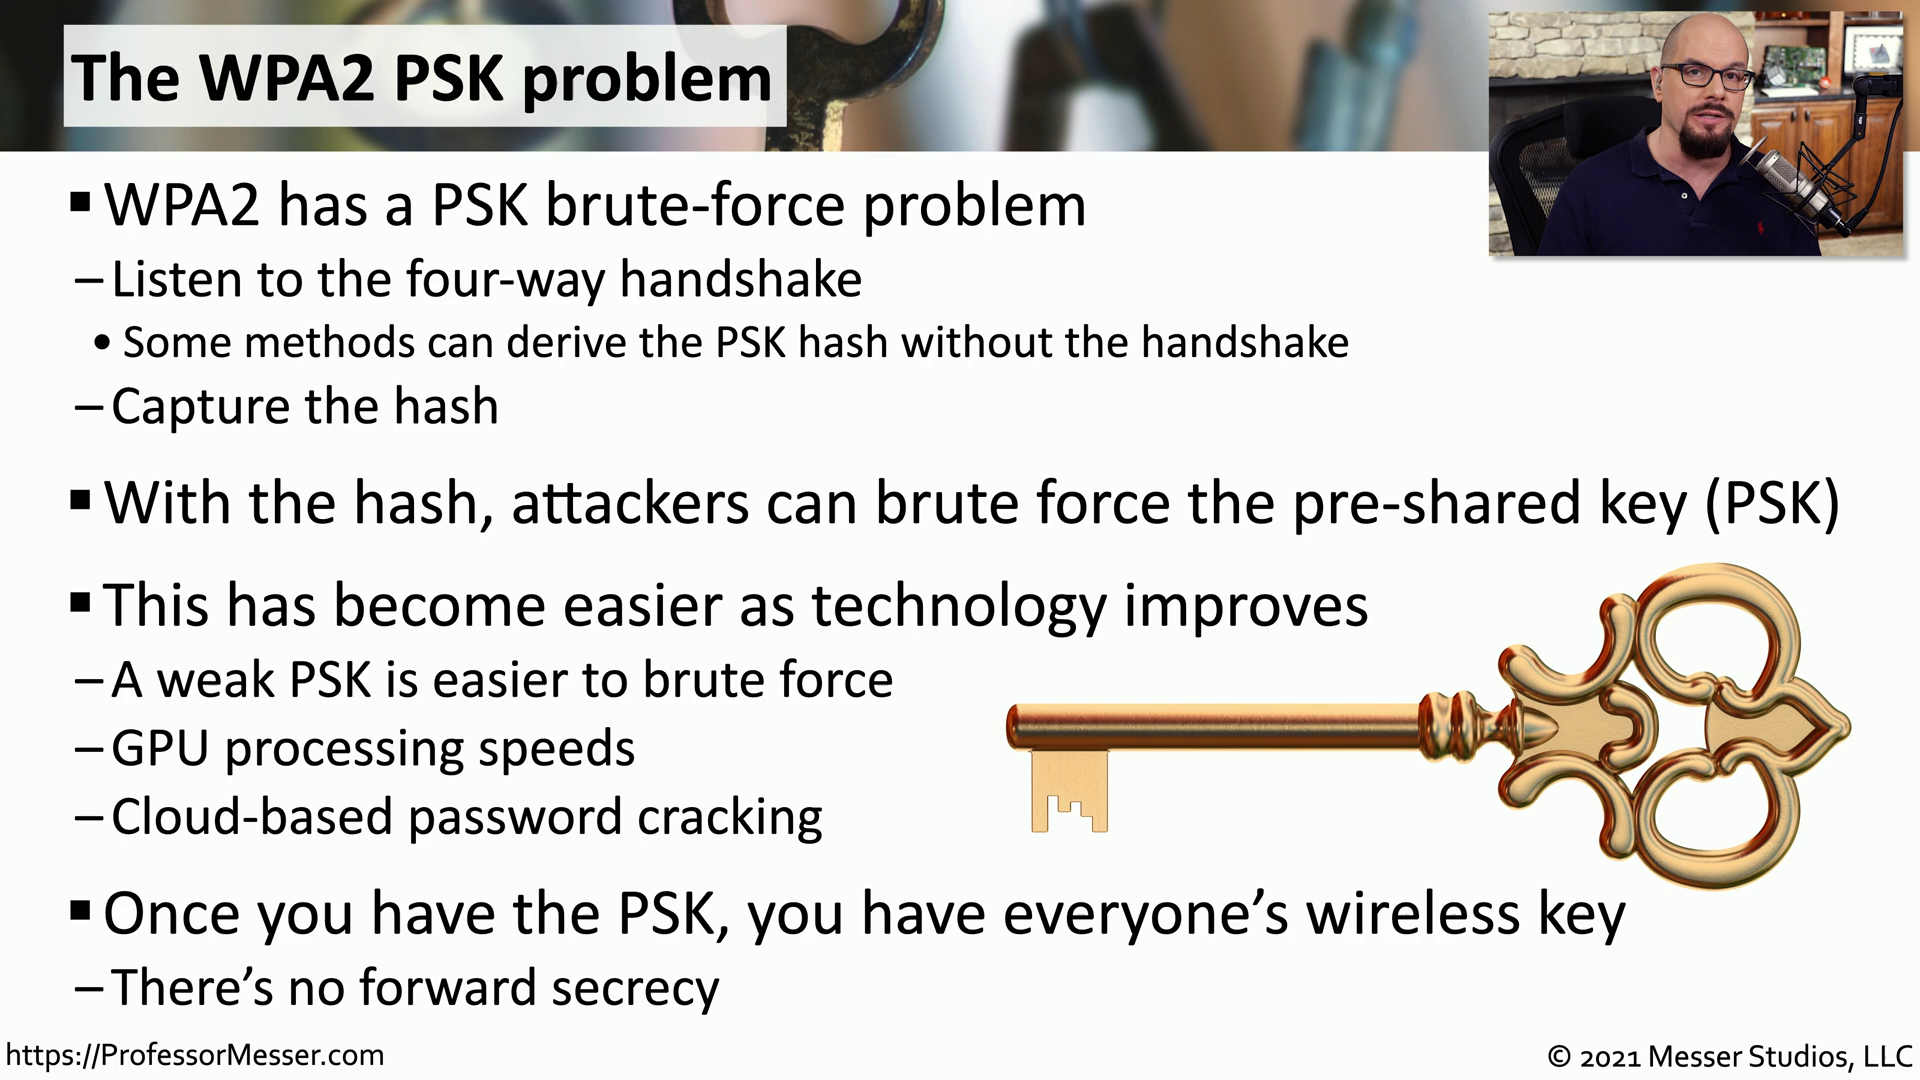 The WPA2 PSK problem
▪ WPA2 has a PSK brute-force problem
– Listen to the four-way handshake
• Some methods can derive the PSK hash without the handshake
– Capture the hash
▪ With the hash, attackers can brute force the pre-shared key (PSK)
▪ This has become easier as technology improves
– A weak PSK is easier to brute force
– GPU processing speeds
– Cloud-based password cracking
▪ Once you have the PSK, you have everyone’s wireless key
– There’s no forward secrecy
https://ProfessorMesser.com
© 2021 Messer Studios, LLC